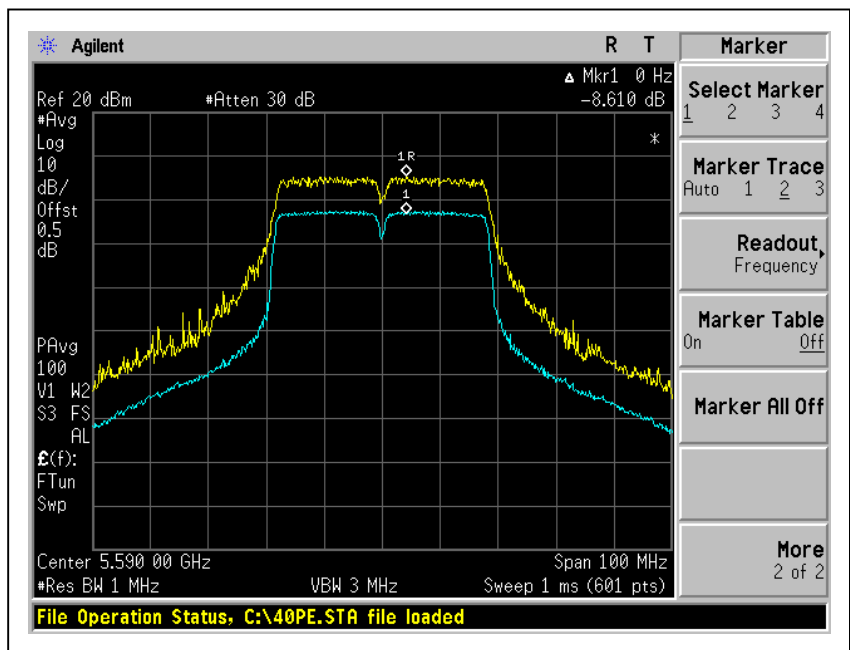 Agilent R T Marker
▵ Mkr1 0 Hz
Ref 20 dBm #Atten 30 dB -8.610 dB
#Avg
Log
10
dB/
Offst
0.5
dB
*
1R
1
PAvg
100
V1 W2
S3 FS
AL
£(f):
FTun
Swp
Center 5.590 00 GHz Span 100 MHz
#Res BW 1 MHz VBW 3 MHz Sweep 1 ms (601 pts)
File Operation Status, C:\40PE.STA file loaded
Select Marker
1 2 3 4
Marker Trace
Auto 1 2 3
Readout
Frequency
Marker Table
On Off
Marker All Off
More
2 of 2